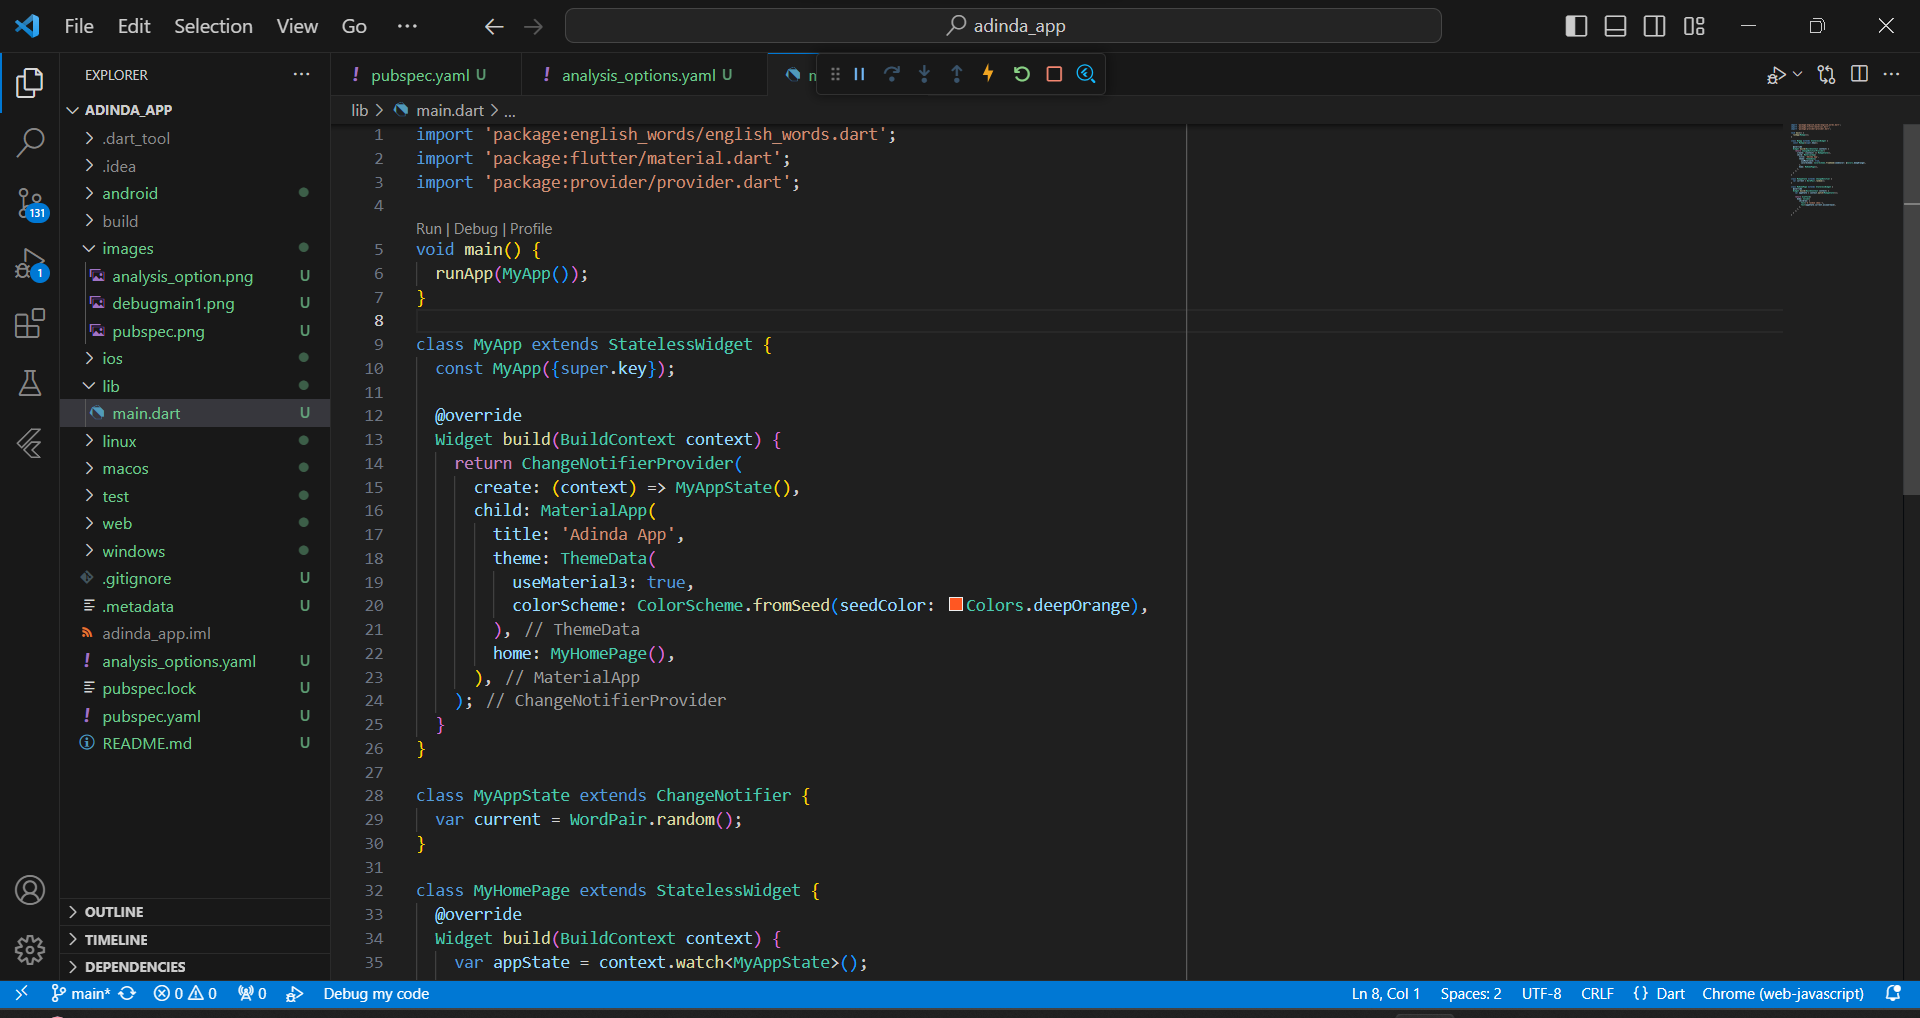 File Edit Selection View Go
adinda_app
EXPLORER
ADINDA_APP
.dart_tool
.idea
android
build
images
analysis_option.png U
debugmain1.png U
pubspec.png U
ios
lib
main.dart U
linux
macos
test
web
windows
.gitignore U
.metadata U
adinda_app.iml
analysis_options.yaml U
pubspec.lock U
pubspec.yaml U
README.md U
OUTLINE
TIMELINE
DEPENDENCIES
131
1
pubspec.yaml U
analysis_options.yaml U
lib > main.dart > ...
1 import 'package:english_words/english_words.dart';
2 import 'package:flutter/material.dart';
3 import 'package:provider/provider.dart';
4
Run | Debug | Profile
5 void main() {
6 runApp(MyApp());
7 }
8
9 class MyApp extends StatelessWidget {
10 const MyApp({super.key});
11
12 @override
13 Widget build(BuildContext context) {
14 return ChangeNotifierProvider(
15 create: (context) => MyAppState(),
16 child: MaterialApp(
17 title: 'Adinda App',
18 theme: ThemeData(
19 useMaterial3: true,
20 colorScheme: ColorScheme.fromSeed(seedColor: Colors.deepOrange),
21 ), // ThemeData
22 home: MyHomePage(),
23 ), // MaterialApp
24 ); // ChangeNotifierProvider
25 }
26 }
27
28 class MyAppState extends ChangeNotifier {
29 var current = WordPair.random();
30 }
31
32 class MyHomePage extends StatelessWidget {
33 @override
34 Widget build(BuildContext context) {
35 var appState = context.watch<MyAppState>();
main* 0 0 0 Debug my code
Ln 8, Col 1 Spaces: 2 UTF-8 CRLF {} Dart Chrome (web-javascript)